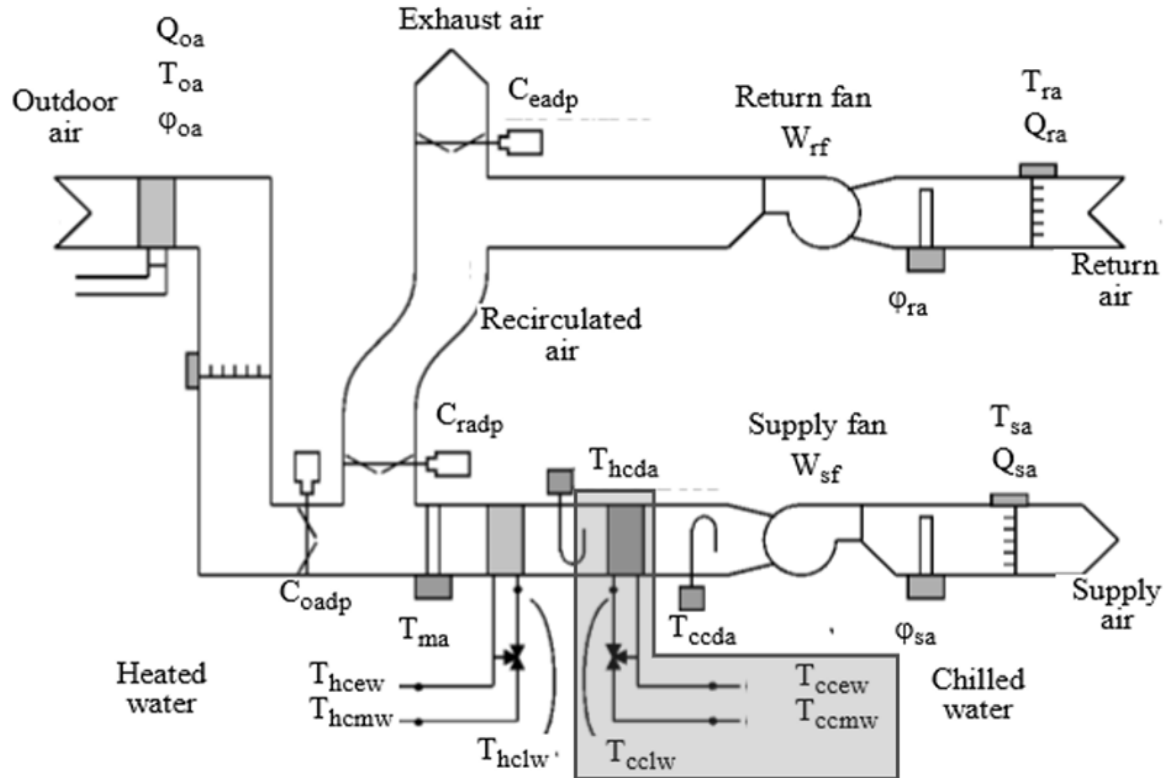 Exhaust air
Q_oa
T_oa
φ_oa
Outdoor
air
C_eadp
Return fan
W_rf
T_ra
Q_ra
Return
air
φ_ra
Recirculated
air
C_radp
T_hcda
Supply fan
W_sf
T_sa
Q_sa
C_oadp
T_ma
T_ccda
φ_sa
Supply
air
Heated
water
T_hcew
T_hcmw
T_hclw
T_cclw
T_ccew
T_ccmw
Chilled
water